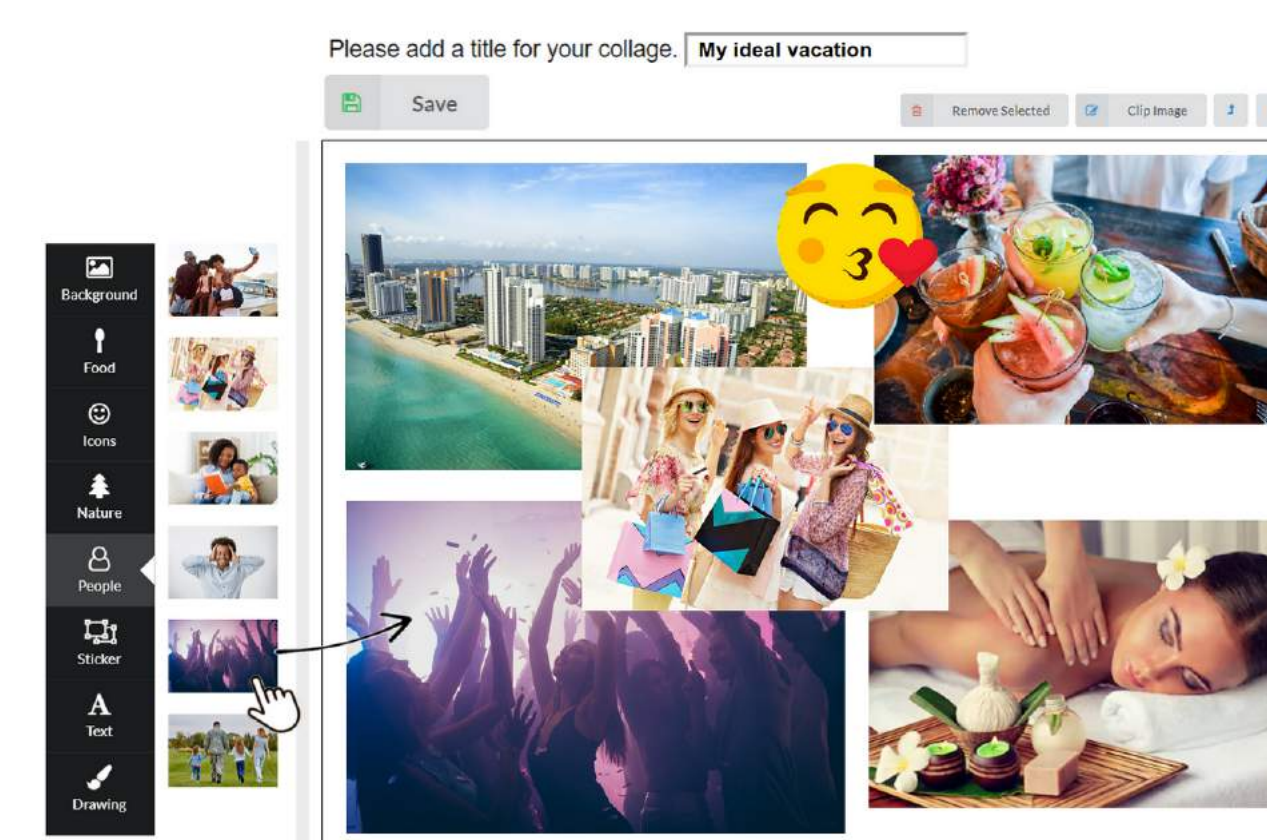 Please add a title for your collage. My ideal vacation
Save
Remove Selected
Clip Image
Background
Food
Icons
Nature
People
Sticker
A
Text
Drawing